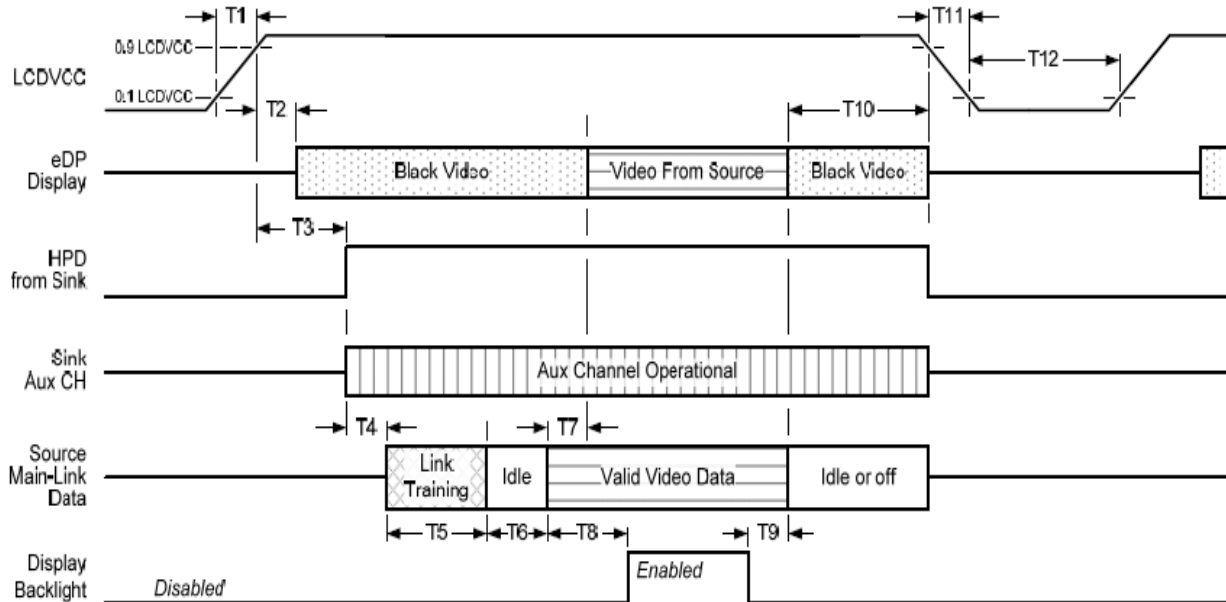 T1
T11
0.9 LCDVCC
LCDVCC
T12
0.1 LCDVCC
T2
T10
eDP
Display
Black Video
Video From Source
Black Video
T3
HPD
from Sink
Sink
Aux CH
Aux Channel Operational
T4
T7
Source
Main-Link
Data
Link
Training
Idle
Valid Video Data
Idle or off
T5
T6
T8
T9
Display
Backlight
Disabled
Enabled